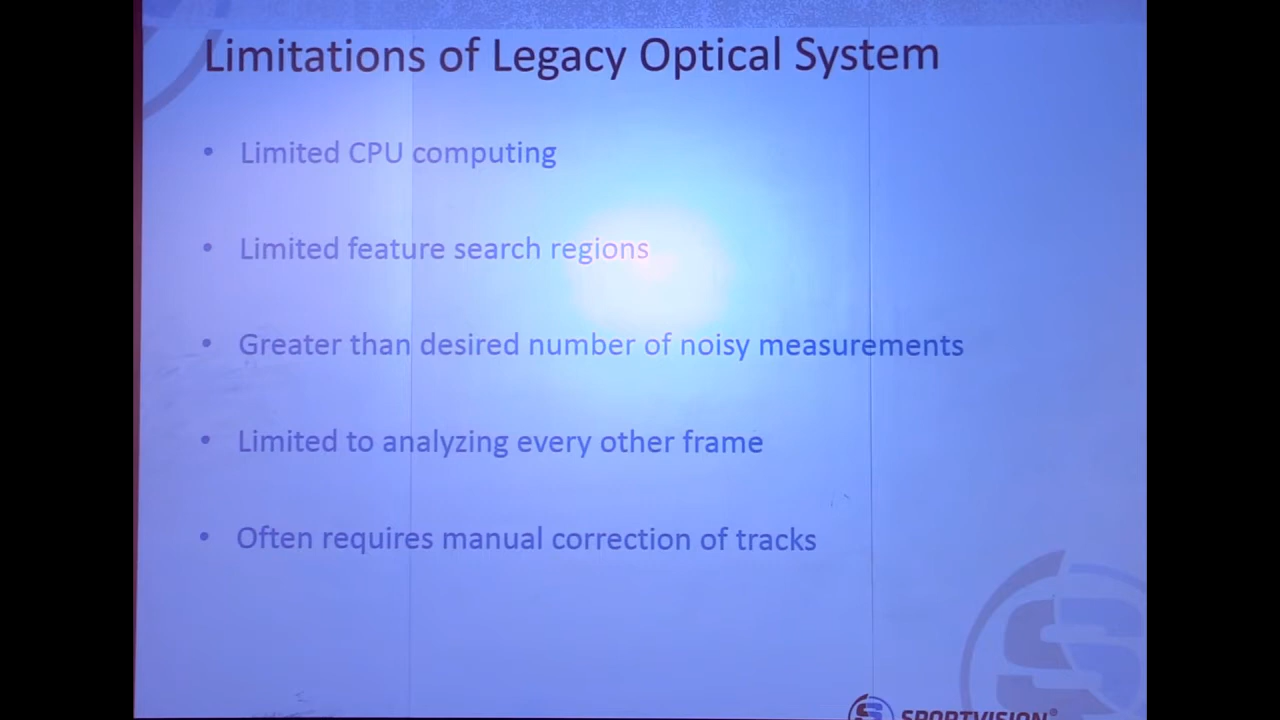 Limitations of Legacy Optical System
• Limited CPU computing
• Limited feature search regions
• Greater than desired number of noisy measurements
• Limited to analyzing every other frame
• Often requires manual correction of tracks
SPORTVISION®